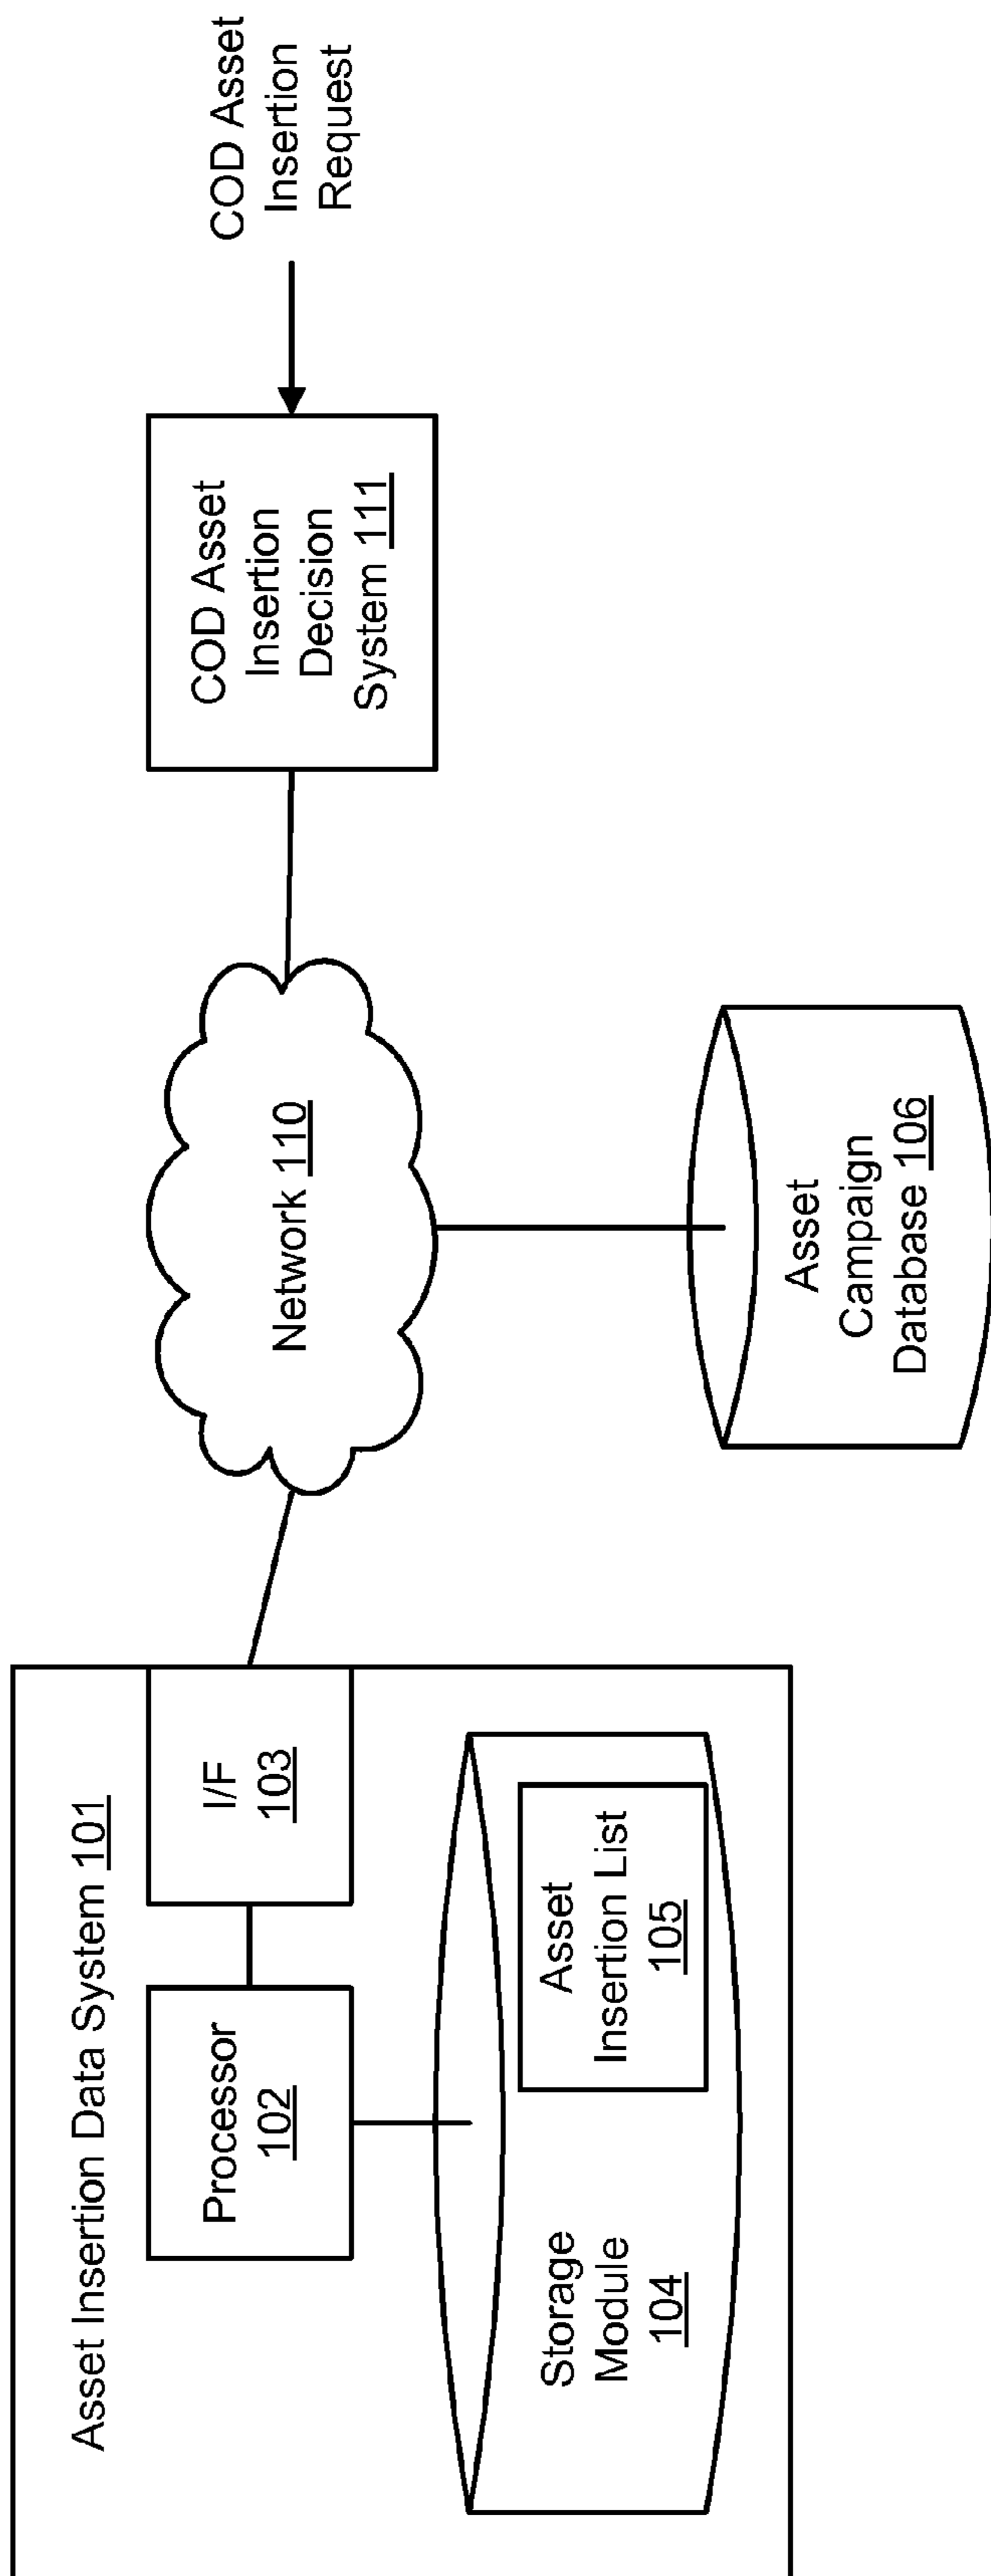 Asset Insertion Data System 101
Processor
102
I/F
103
Storage
Module
104
Asset
Insertion List
105
Network 110
Asset
Campaign
Database 106
COD Asset
Insertion
Decision
System 111
COD Asset
Insertion
Request